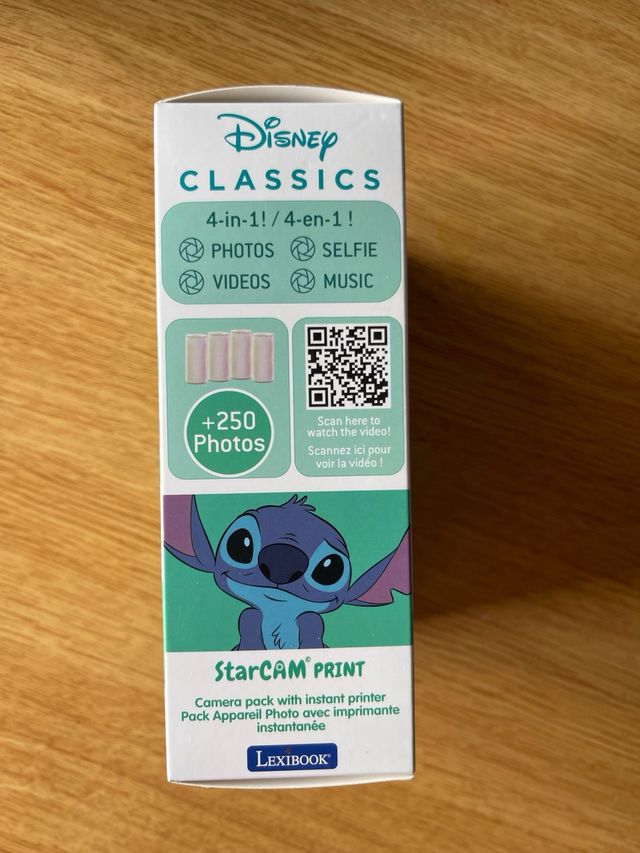 Disney
CLASSICS
4-in-1! / 4-en-1 !
PHOTOS SELFIE
VIDEOS MUSIC
+250
Photos
Scan here to
watch the video!
Scannez ici pour
voir la vidéo !
StarCAM® PRINT
Camera pack with instant printer
Pack Appareil Photo avec imprimante
instantanée
LEXIBOOK®